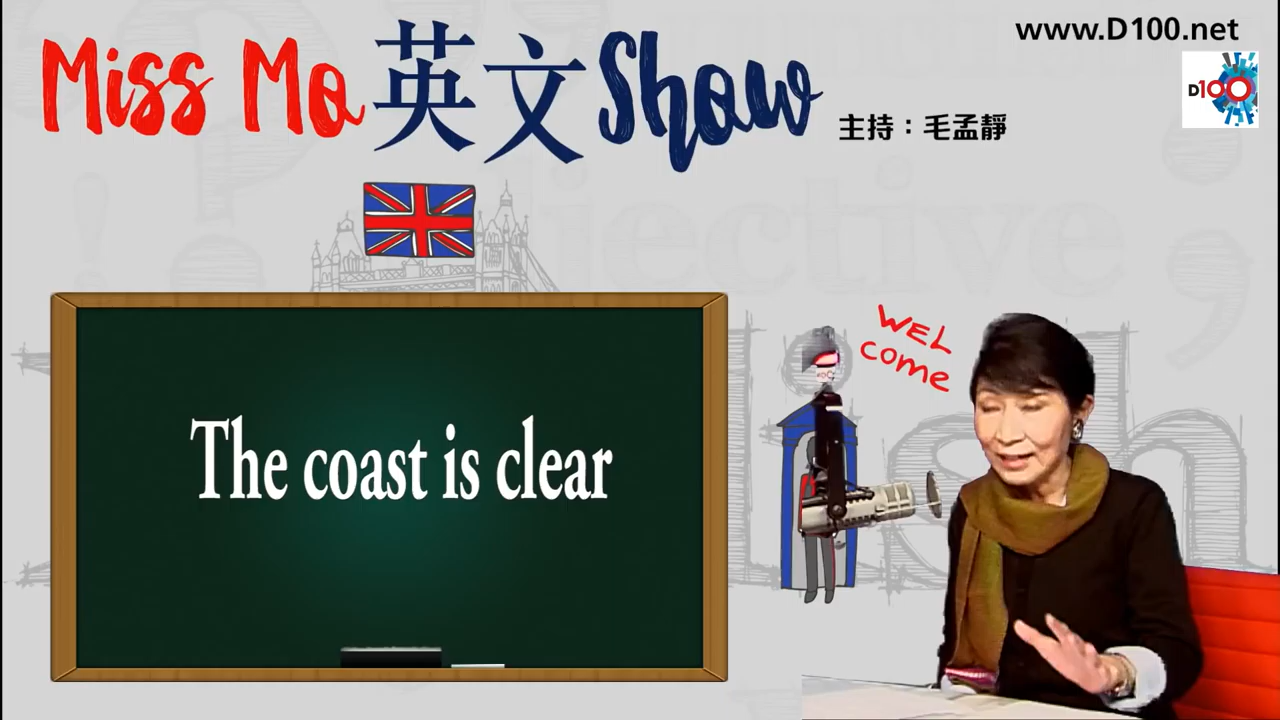 www.D100.net
Miss Mo 英文 Show
D100
主持：毛孟靜
WEL
come
The coast is clear